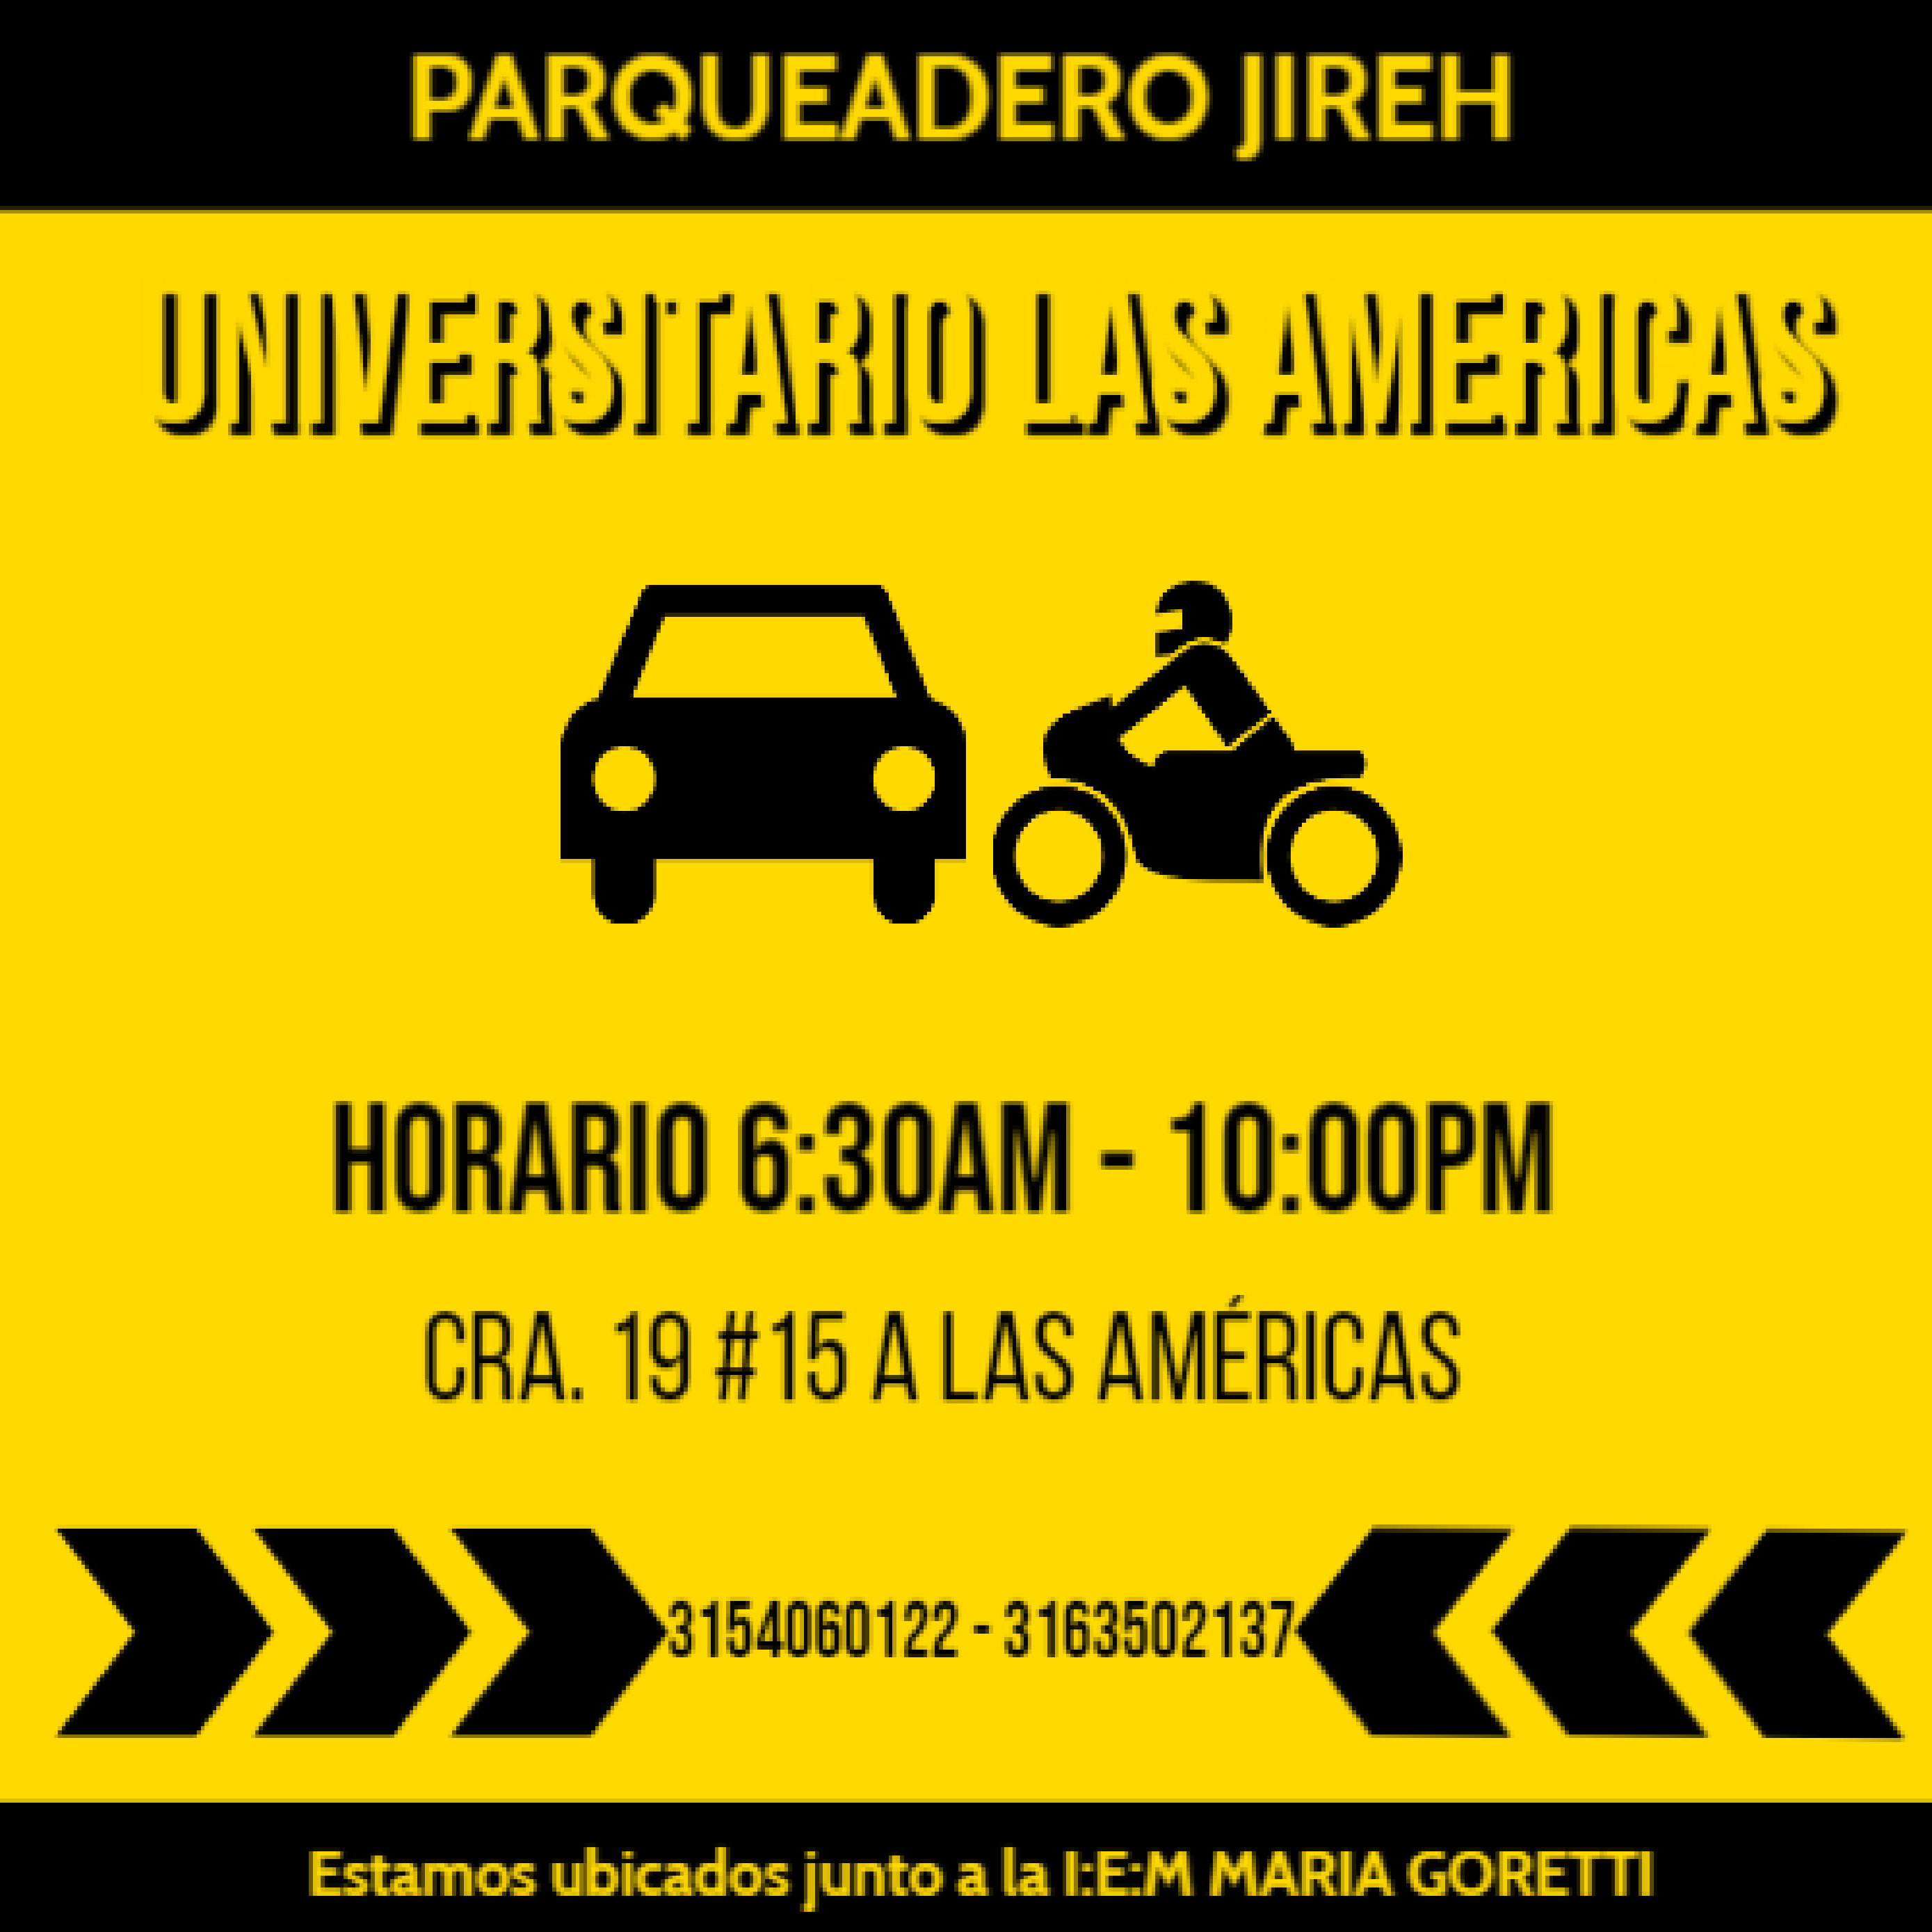 PARQUEADERO JIREH
UNIVERSITARIO LAS AMERICAS
HORARIO 6:30AM - 10:00PM
CRA. 19 #15 A LAS AMÉRICAS
3154060122 - 3163502137
Estamos ubicados junto a la I:E:M MARIA GORETTI